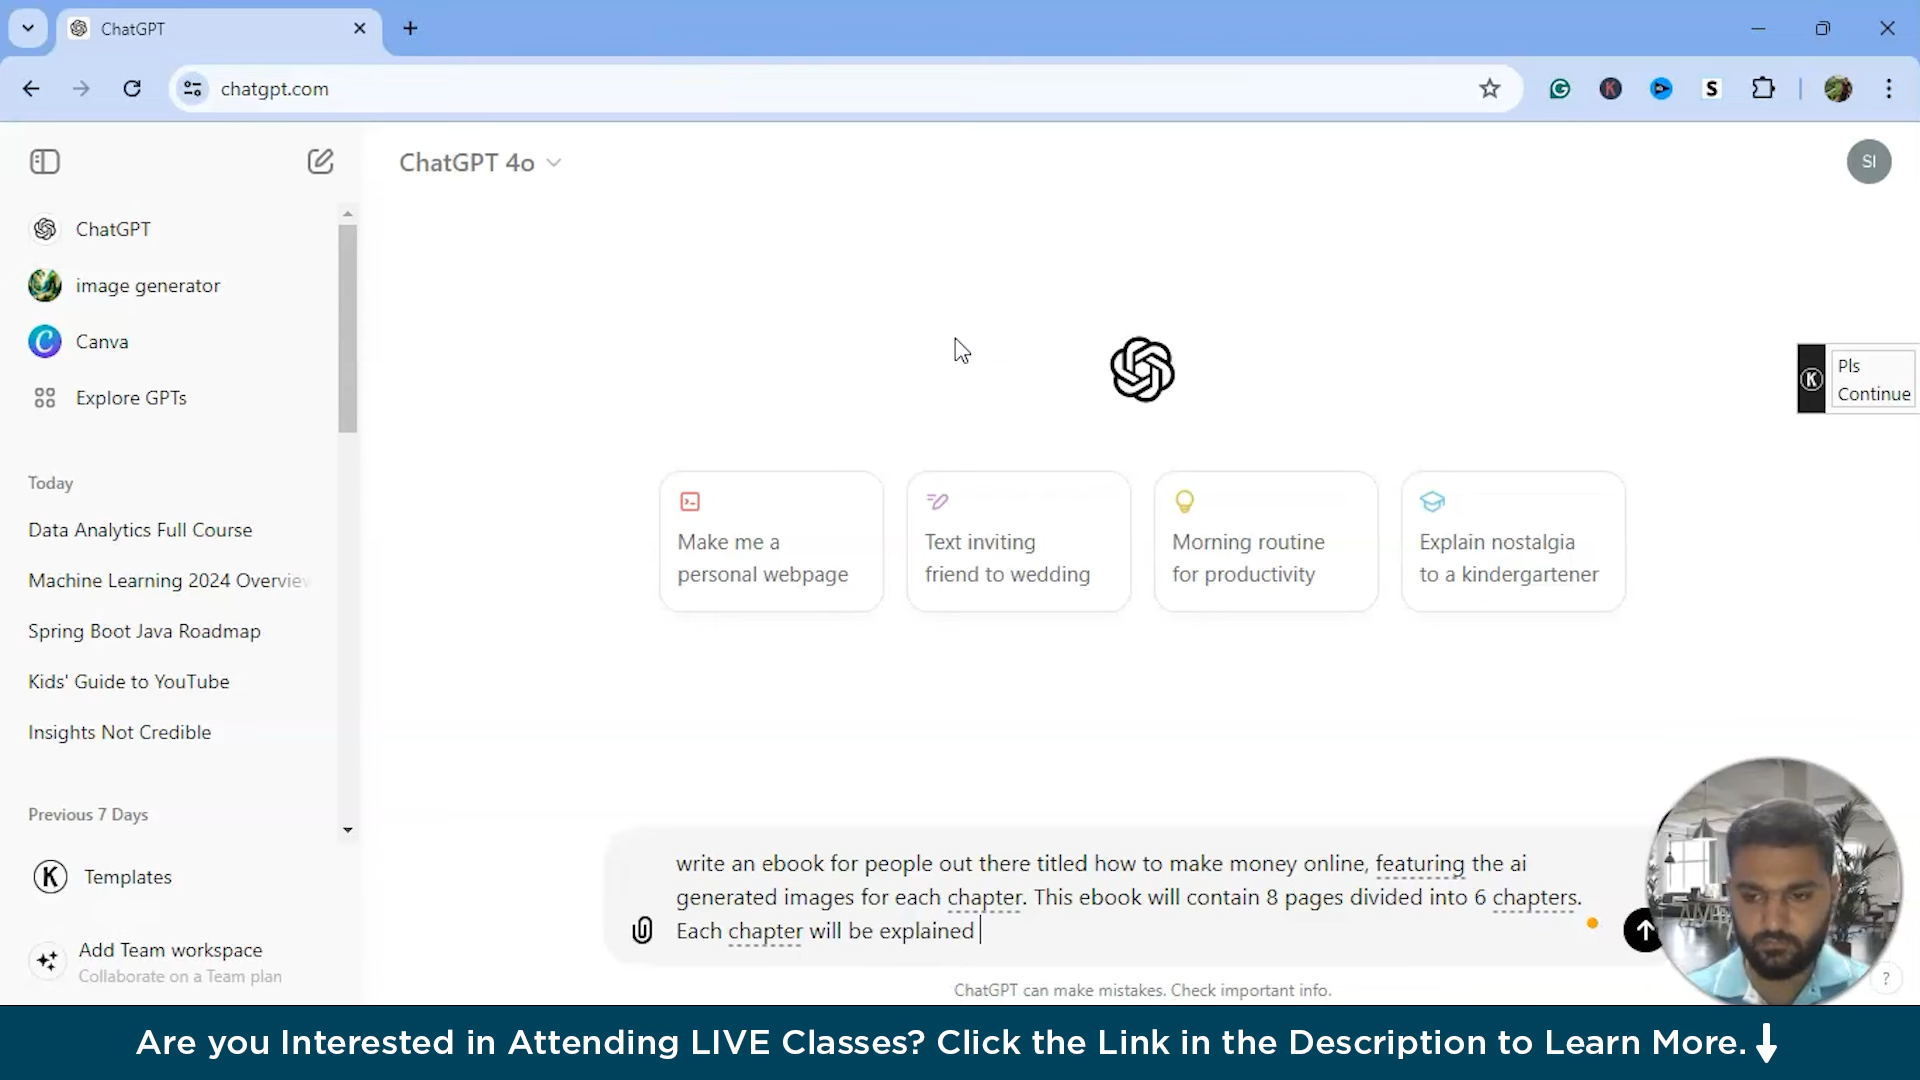 ChatGPT
chatgpt.com
ChatGPT 4o
SI
ChatGPT
image generator
Canva
Explore GPTs
Pls
Continue
Today
Data Analytics Full Course
Machine Learning 2024 Overview
Spring Boot Java Roadmap
Kids' Guide to YouTube
Insights Not Credible
Previous 7 Days
Templates
Add Team workspace
Collaborate on a Team plan
Make me a
personal webpage
Text inviting
friend to wedding
Morning routine
for productivity
Explain nostalgia
to a kindergartener
write an ebook for people out there titled how to make money online, featuring the ai
generated images for each chapter. This ebook will contain 8 pages divided into 6 chapters.
Each chapter will be explained
ChatGPT can make mistakes. Check important info.
?
Are you Interested in Attending LIVE Classes? Click the Link in the Description to Learn More.